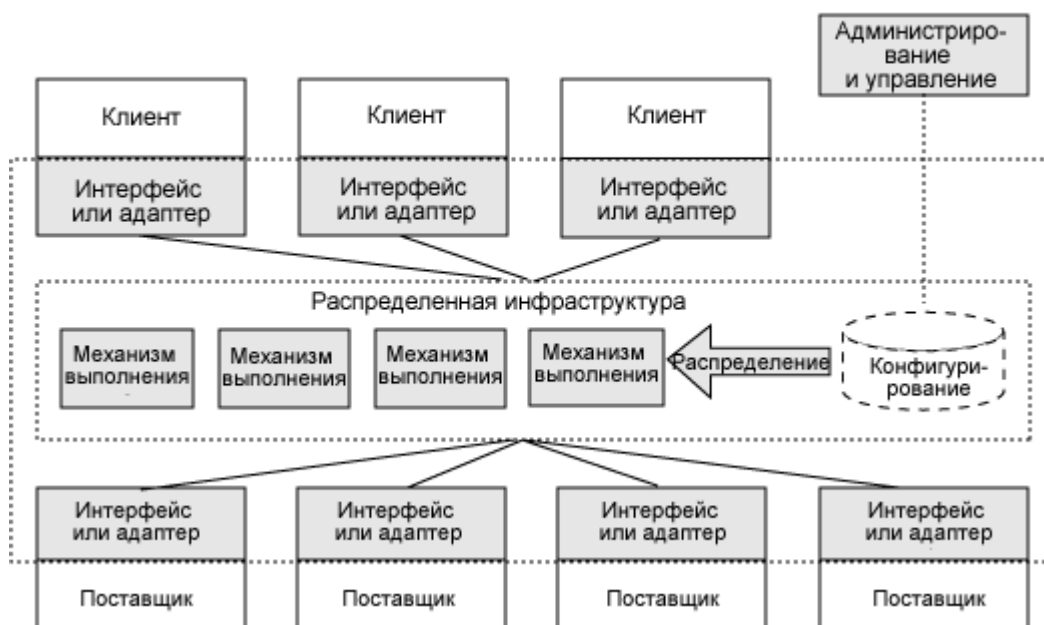 Администриро-
вание
и управление
Клиент
Клиент
Клиент
Интерфейс
или адаптер
Интерфейс
или адаптер
Интерфейс
или адаптер
Распределенная инфраструктура
Механизм
выполнения
Механизм
выполнения
Механизм
выполнения
Механизм
выполнения
Распределение
Конфигури-
рование
Интерфейс
или адаптер
Интерфейс
или адаптер
Интерфейс
или адаптер
Интерфейс
или адаптер
Поставщик
Поставщик
Поставщик
Поставщик